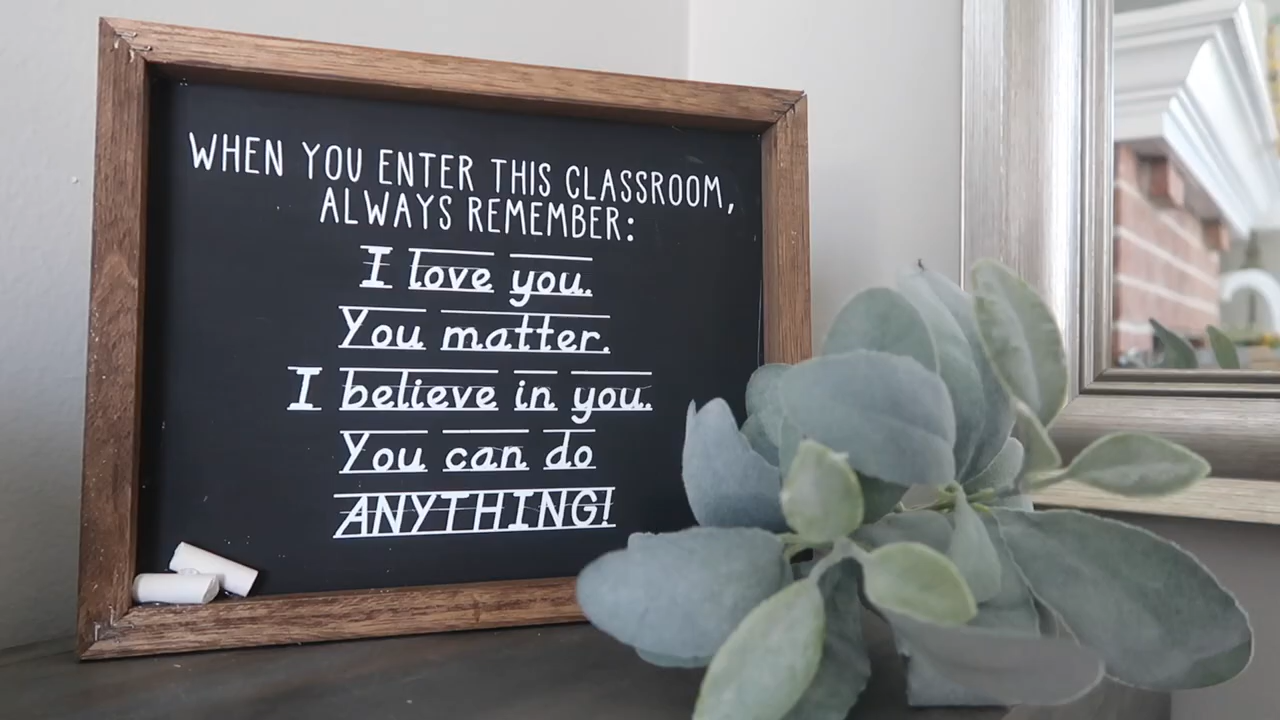 WHEN YOU ENTER THIS CLASSROOM,
ALWAYS REMEMBER:
I love you.
You matter.
I believe in you.
You can do
ANYTHING!